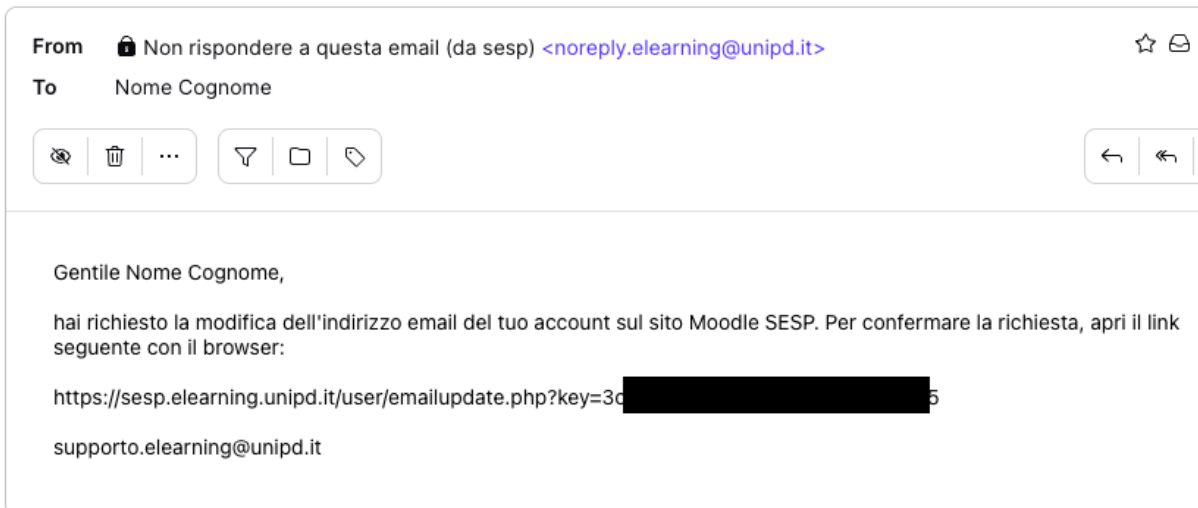 From Non rispondere a questa email (da sesp) <noreply.elearning@unipd.it>
To Nome Cognome
Gentile Nome Cognome,
hai richiesto la modifica dell'indirizzo email del tuo account sul sito Moodle SESP. Per confermare la richiesta, apri il link
seguente con il browser:
https://sesp.elearning.unipd.it/user/emailupdate.php?key=3c 5
supporto.elearning@unipd.it